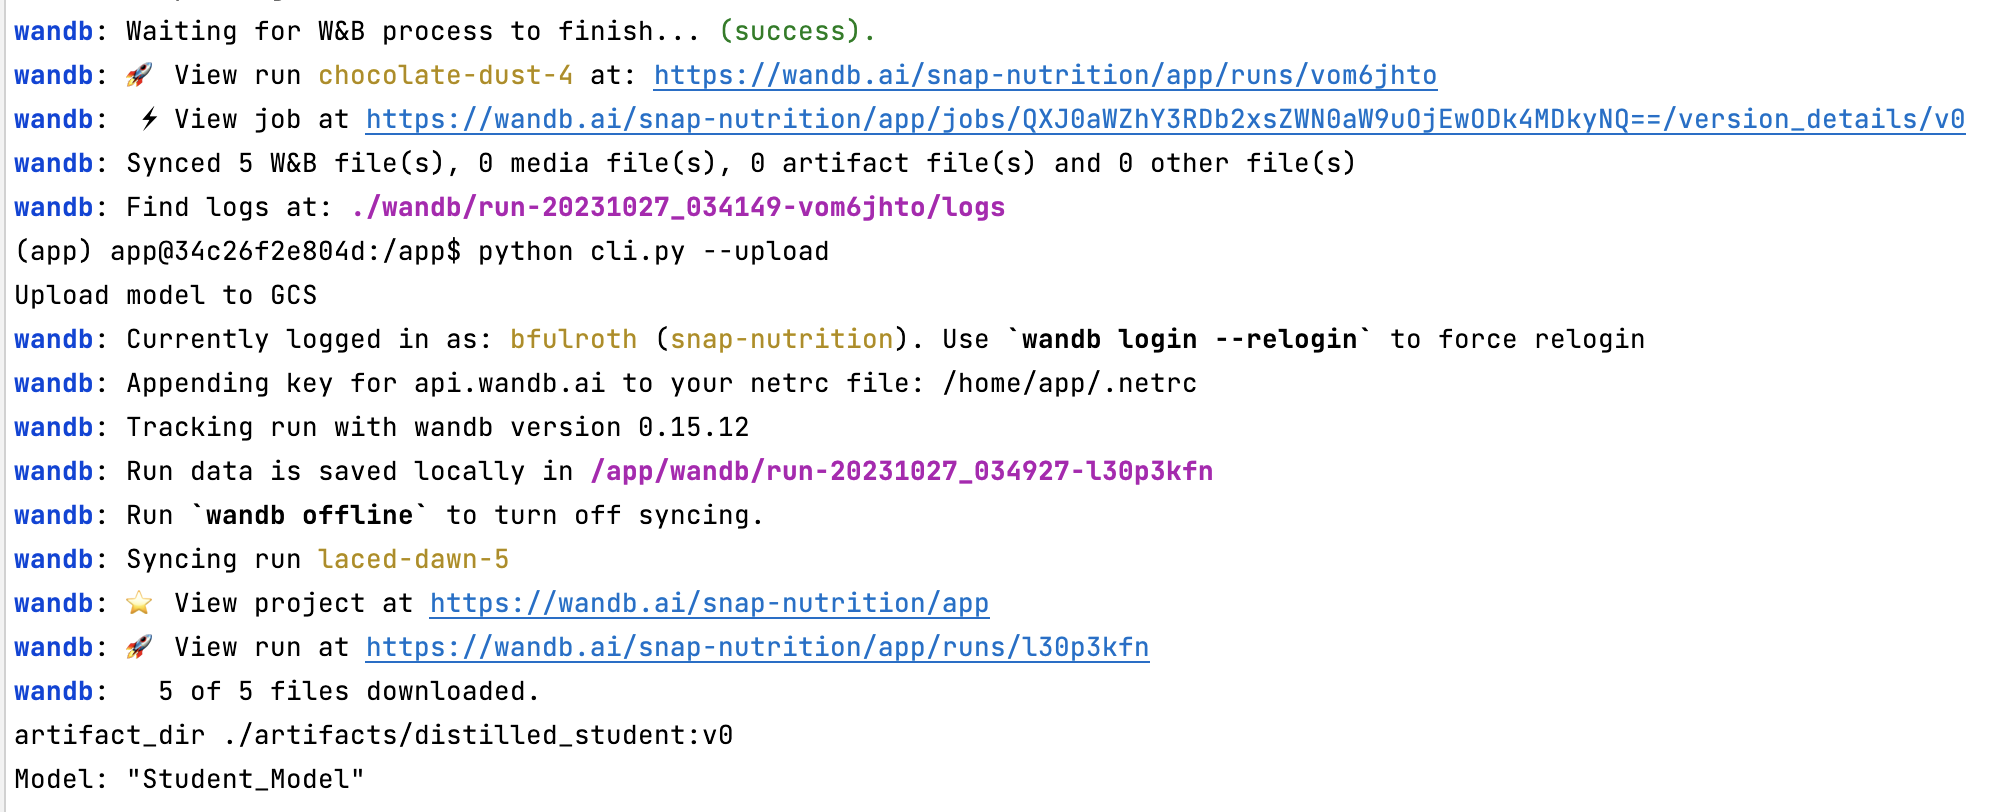 wandb: Waiting for W&B process to finish... (success).
wandb: 🚀 View run chocolate-dust-4 at: https://wandb.ai/snap-nutrition/app/runs/vom6jhto
wandb: ⚡ View job at https://wandb.ai/snap-nutrition/app/jobs/QXJ0aWZhY3RDb2xsZWN0aW9uOjEwODk4MDkyNQ==/version_details/v0
wandb: Synced 5 W&B file(s), 0 media file(s), 0 artifact file(s) and 0 other file(s)
wandb: Find logs at: ./wandb/run-20231027_034149-vom6jhto/logs
(app) app@34c26f2e804d:/app$ python cli.py --upload
Upload model to GCS
wandb: Currently logged in as: bfulroth (snap-nutrition). Use `wandb login --relogin` to force relogin
wandb: Appending key for api.wandb.ai to your netrc file: /home/app/.netrc
wandb: Tracking run with wandb version 0.15.12
wandb: Run data is saved locally in /app/wandb/run-20231027_034927-l30p3kfn
wandb: Run `wandb offline` to turn off syncing.
wandb: Syncing run laced-dawn-5
wandb: ⭐ View project at https://wandb.ai/snap-nutrition/app
wandb: 🚀 View run at https://wandb.ai/snap-nutrition/app/runs/l30p3kfn
wandb:   5 of 5 files downloaded.
artifact_dir ./artifacts/distilled_student:v0
Model: "Student_Model"